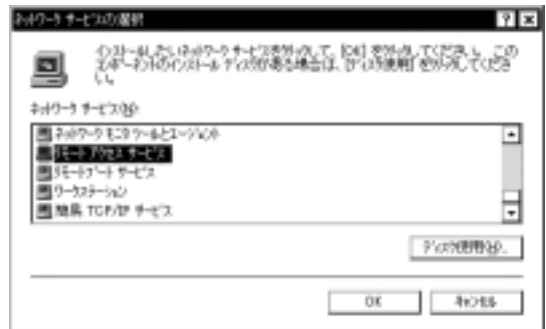 ネットワーク サービスの選択
インストールしたいネットワーク サービスをクリックして、[OK] をクリックしてください。 この
コンポーネントのインストール ディスクがある場合は、[ディスク使用] をクリックしてくださ
い。
ネットワーク サービス(N):
ネットワーク モニタ ツールとエージェント
リモート アクセス サービス
リモートブート サービス
ワークステーション
簡易 TCP/IP サービス
ディスク使用(H)...
OK
キャンセル